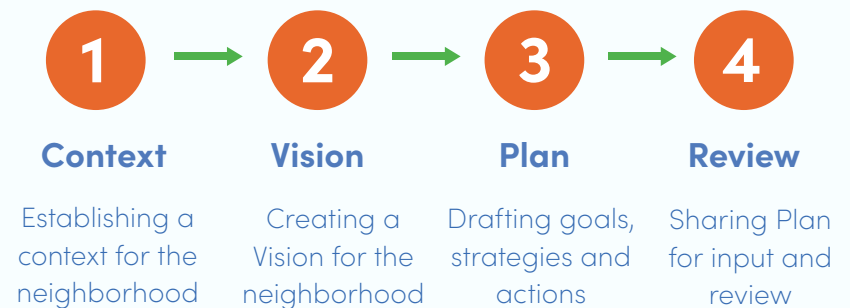 1
2
3
4
Context
Vision
Plan
Review
Establishing a
context for the
neighborhood
Creating a
Vision for the
neighborhood
Drafting goals,
strategies and
actions
Sharing Plan
for input and
review